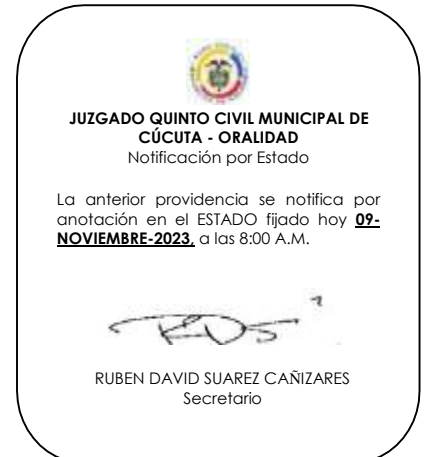 JUZGADO QUINTO CIVIL MUNICIPAL DE
CÚCUTA - ORALIDAD
Notificación por Estado
La anterior providencia se notifica por
anotación en el ESTADO fijado hoy 09-
NOVIEMBRE-2023, a las 8:00 A.M.
RUBEN DAVID SUAREZ CAÑIZARES
Secretario